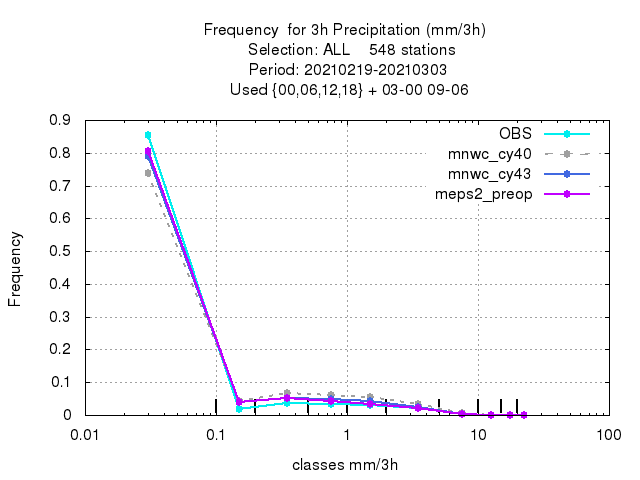 Frequency  for 3h Precipitation (mm/3h)
Selection: ALL    548 stations
Period: 20210219-20210303
Used {00,06,12,18} + 03-00 09-06
OBS
mnwc_cy40
mnwc_cy43
meps2_preop
Frequency
0.9
0.8
0.7
0.6
0.5
0.4
0.3
0.2
0.1
0
0.01 0.1 1 10 100
classes mm/3h